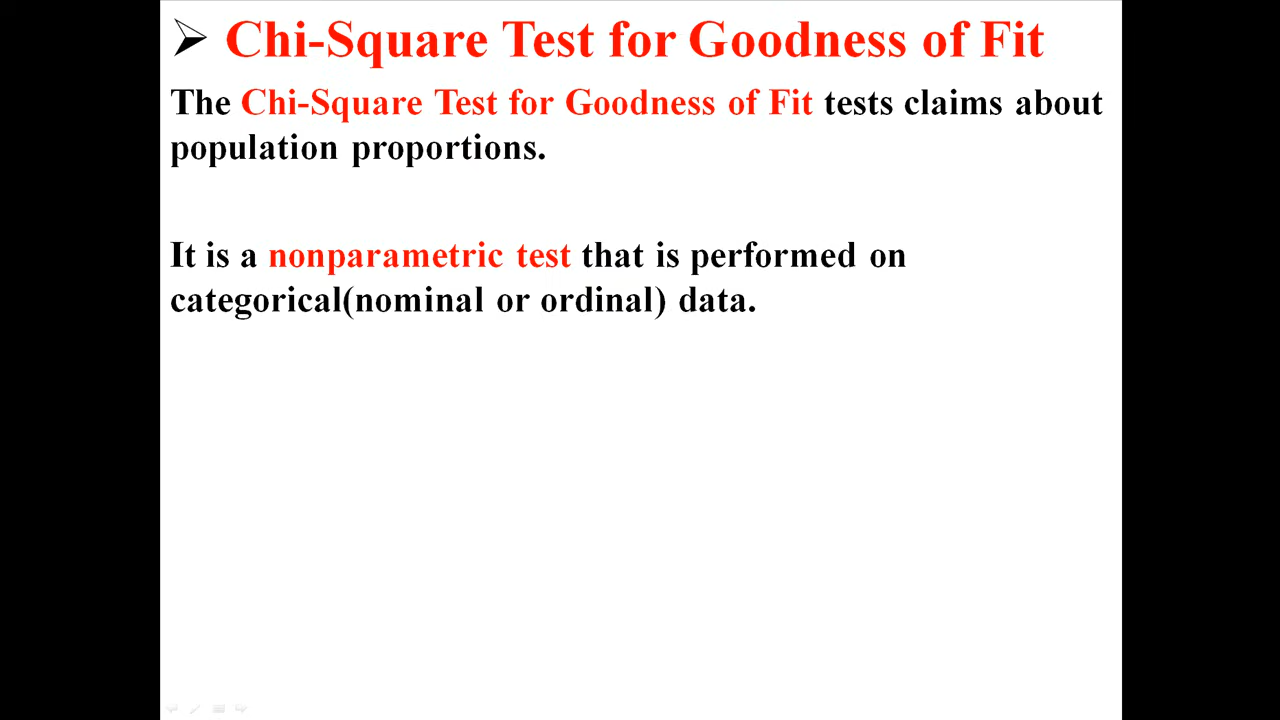 Chi-Square Test for Goodness of Fit
The Chi-Square Test for Goodness of Fit tests claims about
population proportions.
It is a nonparametric test that is performed on
categorical(nominal or ordinal) data.